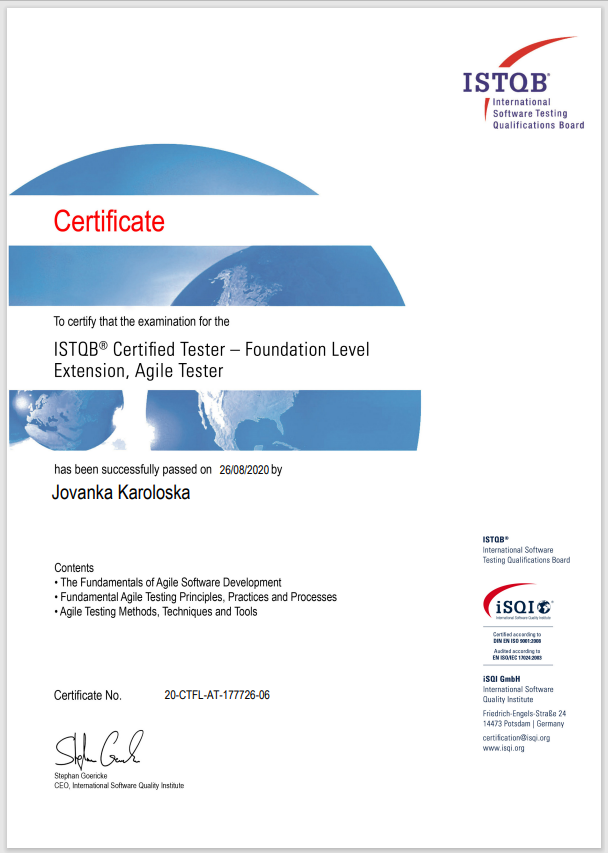 ISTQB®
International
Software Testing
Qualifications Board
Certificate
To certify that the examination for the
ISTQB® Certified Tester – Foundation Level
Extension, Agile Tester
has been successfully passed on 26/08/2020 by
Jovanka Karoloska
Contents
• The Fundamentals of Agile Software Development
• Fundamental Agile Testing Principles, Practices and Processes
• Agile Testing Methods, Techniques and Tools
Certificate No. 20-CTFL-AT-177726-06
Stephan Goericke
CEO, International Software Quality Institute
ISTQB®
International Software
Testing Qualifications Board
iSQI
International Software Quality Institute
Certified according to
DIN EN ISO 9001:2008
Audited according to
EN ISO/IEC 17024:2003
iSQI GmbH
International Software
Quality Institute
Friedrich-Engels-Straße 24
14473 Potsdam | Germany
certification@isqi.org
www.isqi.org